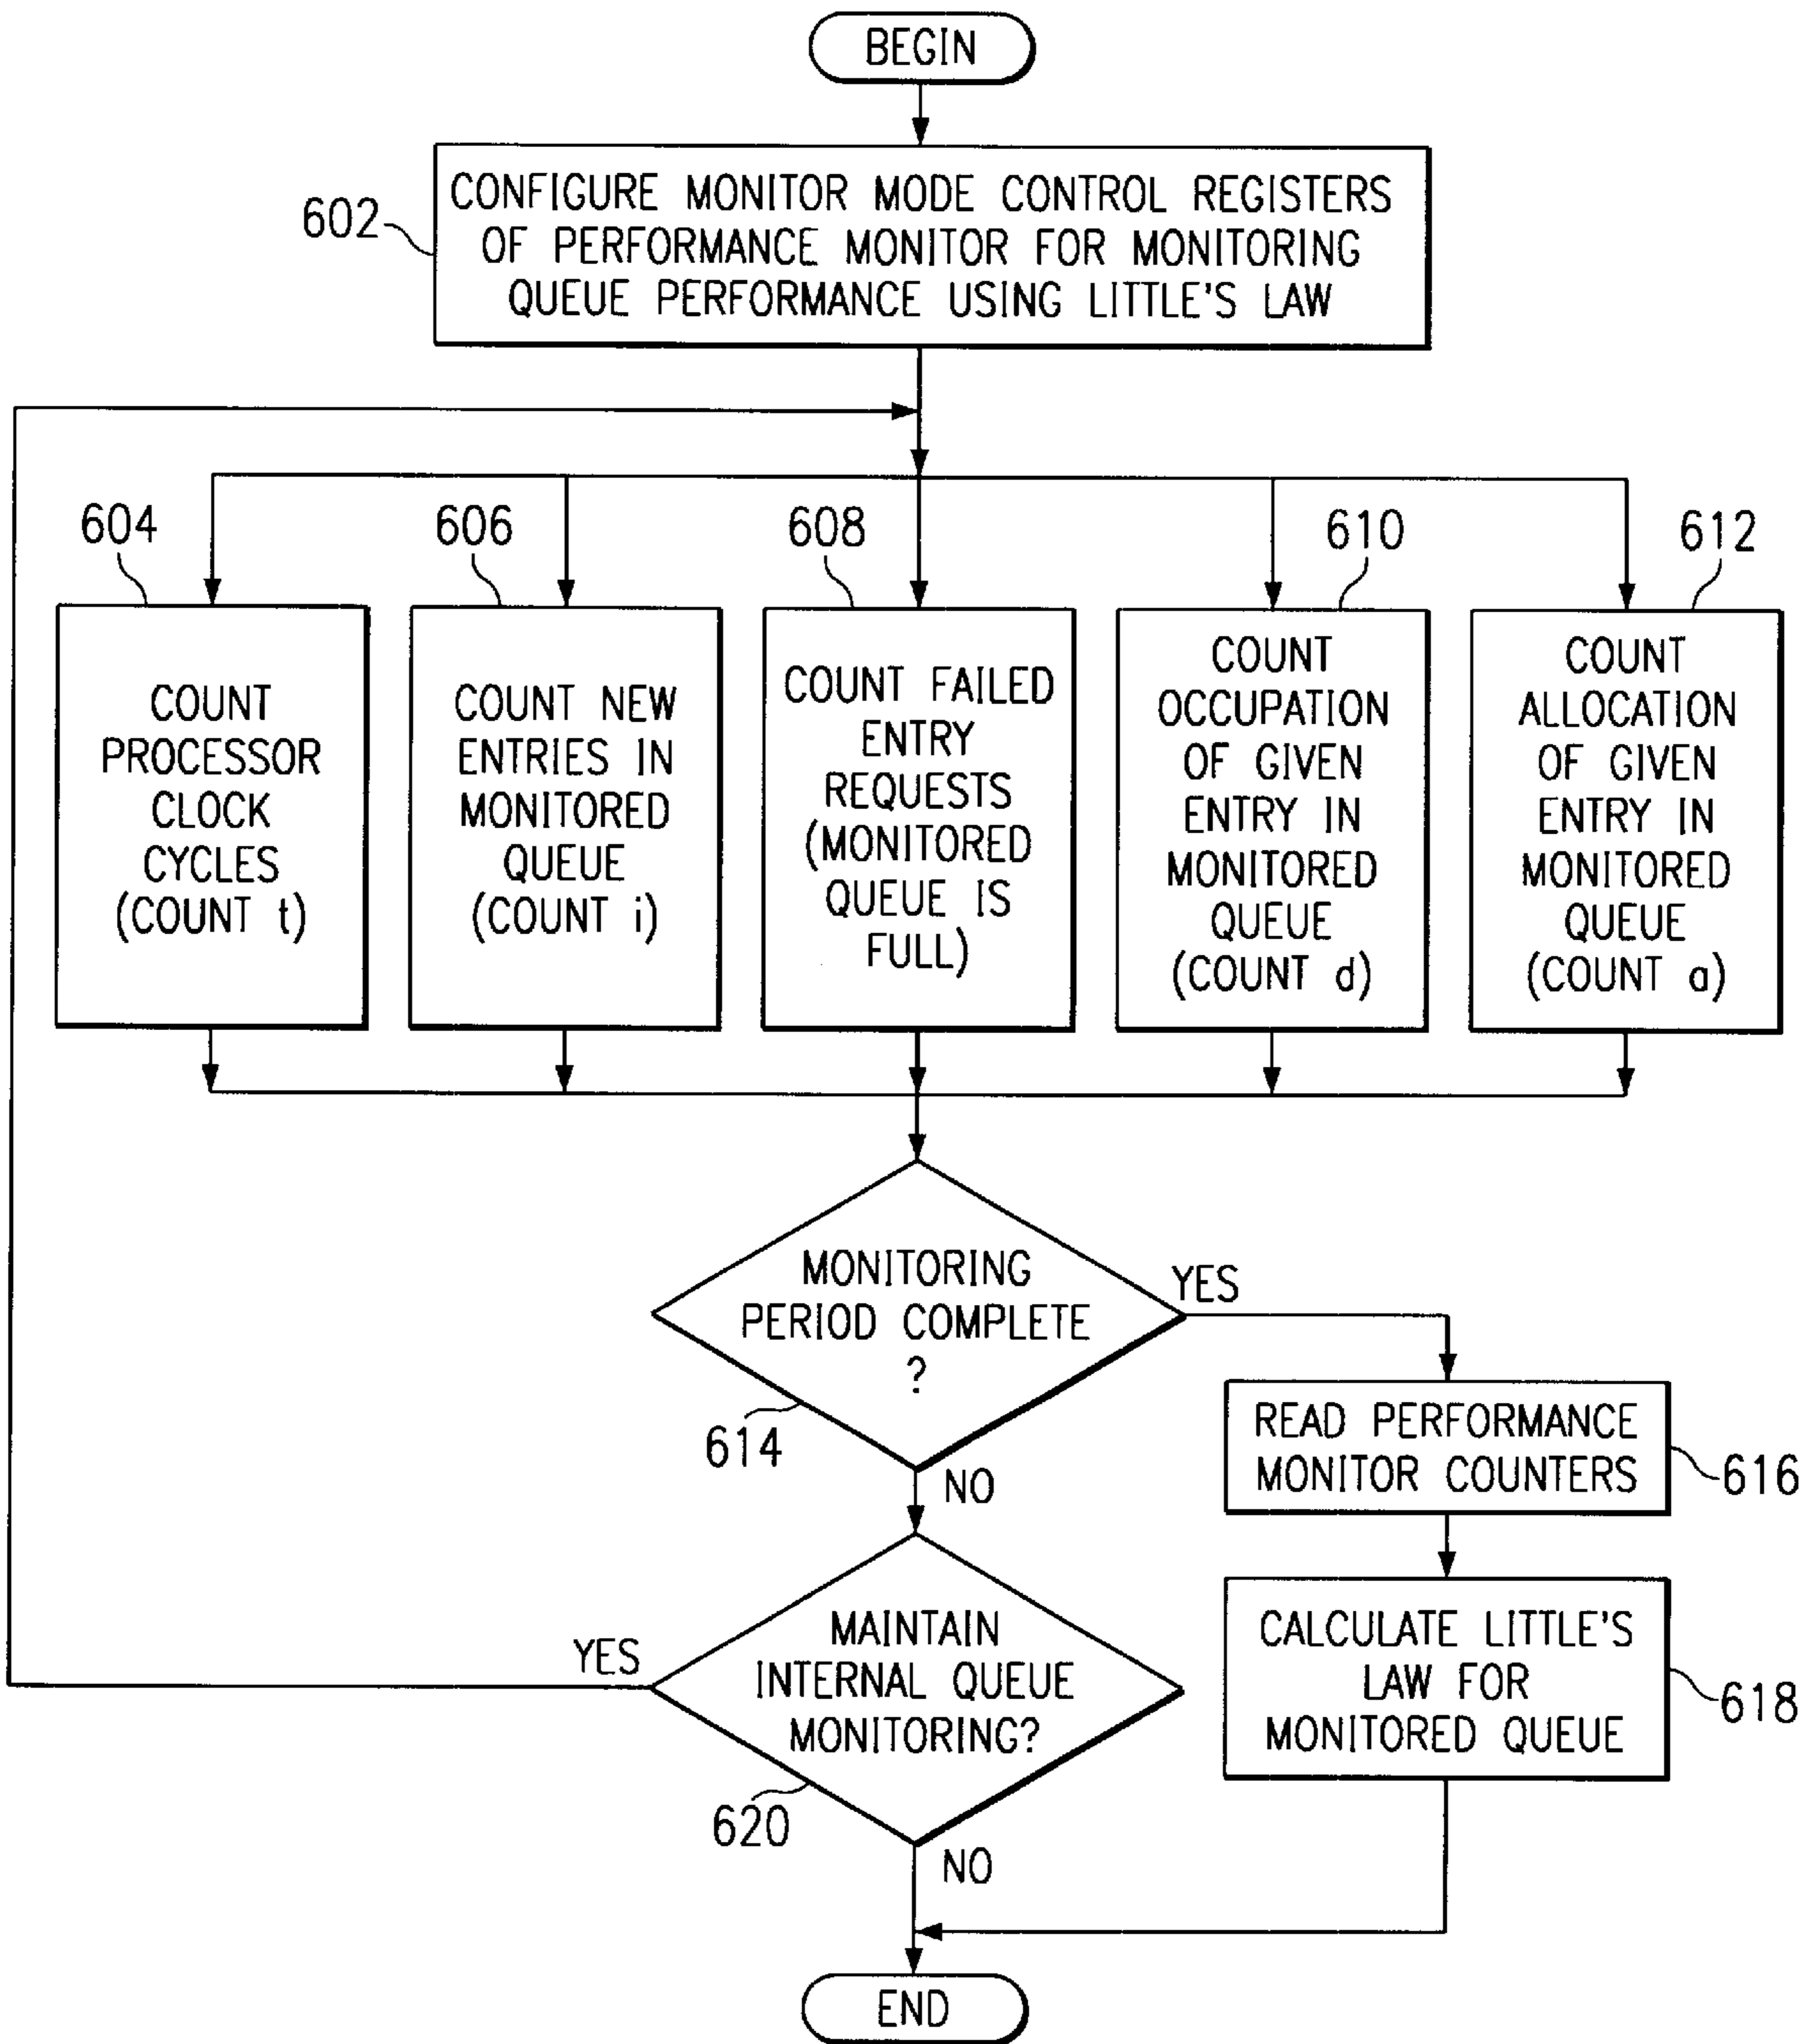 BEGIN
602
CONFIGURE MONITOR MODE CONTROL REGISTERS
OF PERFORMANCE MONITOR FOR MONITORING
QUEUE PERFORMANCE USING LITTLE'S LAW
604
COUNT
PROCESSOR
CLOCK
CYCLES
(COUNT t)
606
COUNT NEW
ENTRIES IN
MONITORED
QUEUE
(COUNT i)
608
COUNT FAILED
ENTRY
REQUESTS
(MONITORED
QUEUE IS
FULL)
610
COUNT
OCCUPATION
OF GIVEN
ENTRY IN
MONITORED
QUEUE
(COUNT d)
612
COUNT
ALLOCATION
OF GIVEN
ENTRY IN
MONITORED
QUEUE
(COUNT a)
MONITORING
PERIOD COMPLETE
?
614
YES
NO
READ PERFORMANCE
MONITOR COUNTERS
616
CALCULATE LITTLE'S
LAW FOR
MONITORED QUEUE
618
MAINTAIN
INTERNAL QUEUE
MONITORING?
620
YES
NO
END